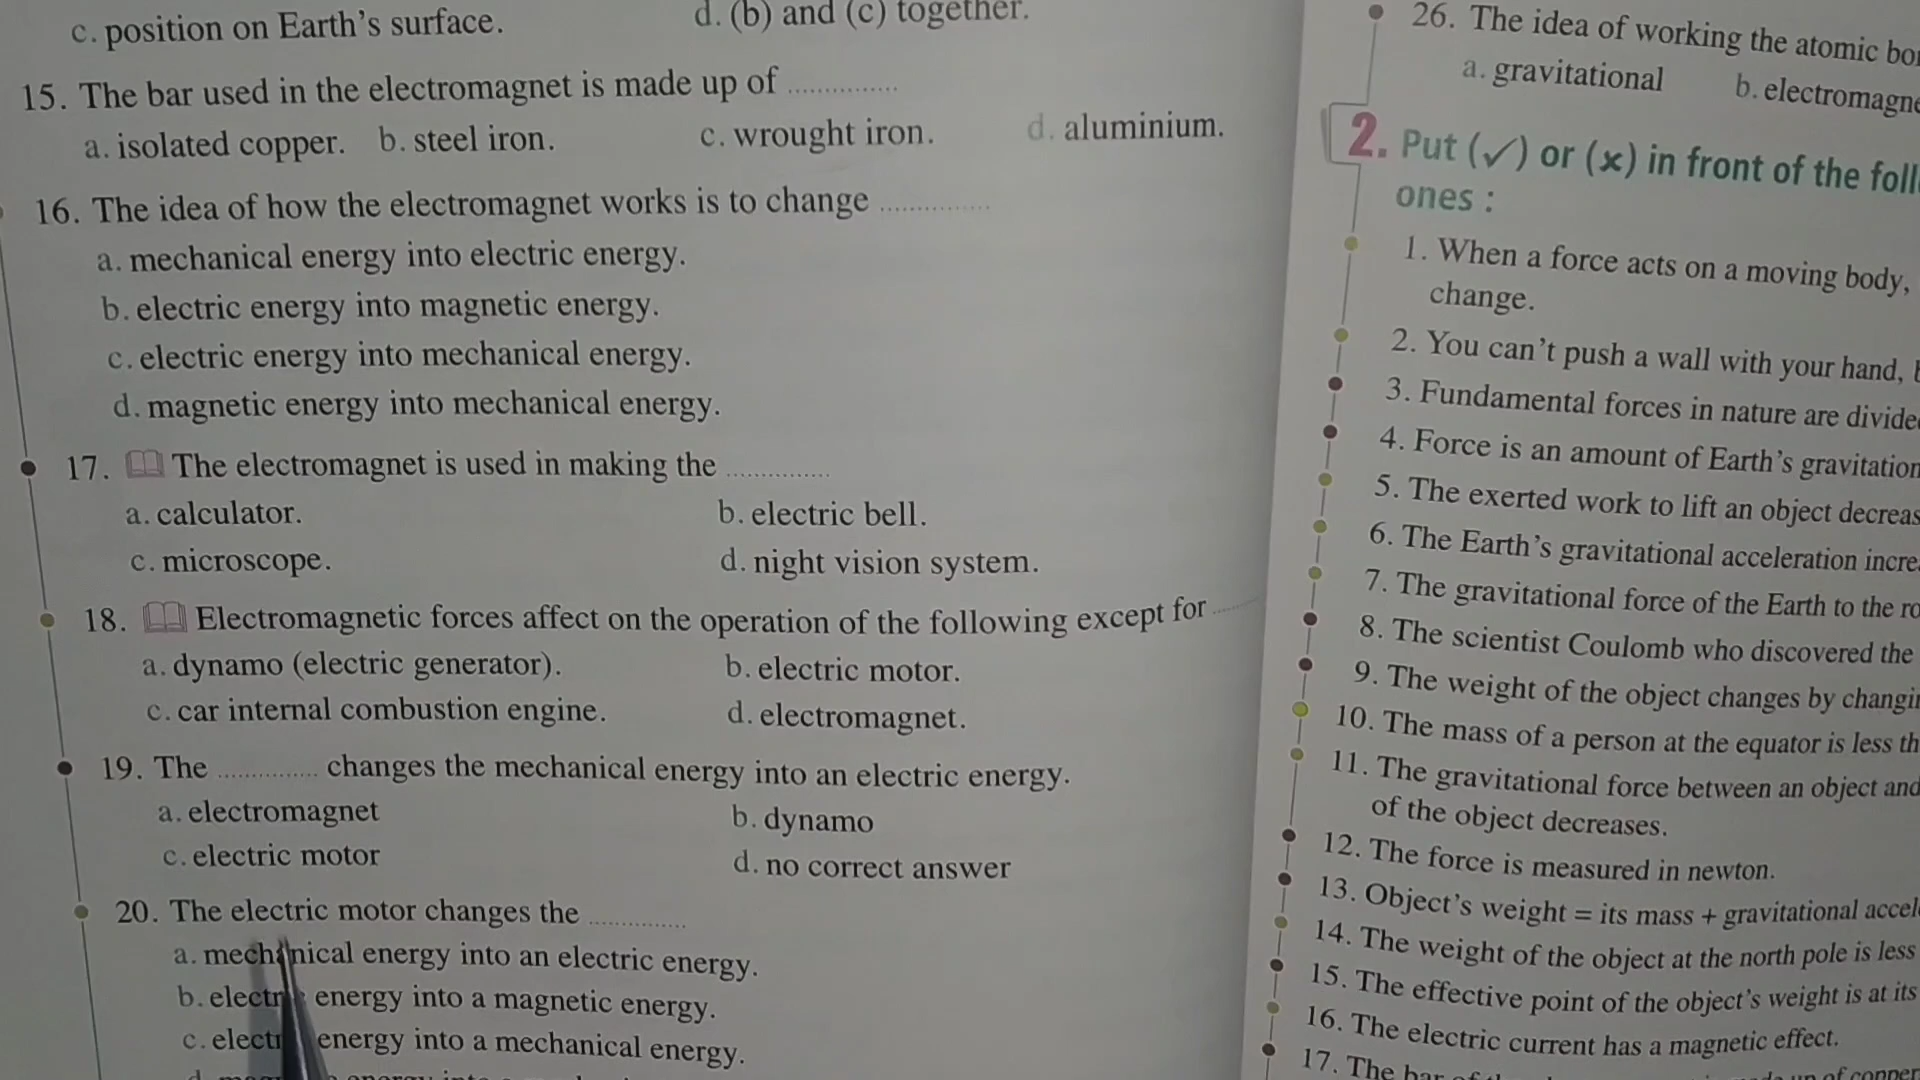 c. position on Earth's surface.
d. (b) and (c) together.
15. The bar used in the electromagnet is made up of ..............
a. isolated copper. b. steel iron. c. wrought iron. d. aluminium.
16. The idea of how the electromagnet works is to change ..............
a. mechanical energy into electric energy.
b. electric energy into magnetic energy.
c. electric energy into mechanical energy.
d. magnetic energy into mechanical energy.
17. The electromagnet is used in making the ..............
a. calculator. b. electric bell.
c. microscope. d. night vision system.
18. Electromagnetic forces affect on the operation of the following except for ..............
a. dynamo (electric generator). b. electric motor.
c. car internal combustion engine. d. electromagnet.
19. The .............. changes the mechanical energy into an electric energy.
a. electromagnet b. dynamo
c. electric motor d. no correct answer
20. The electric motor changes the ..............
a. mechanical energy into an electric energy.
b. energy into a magnetic energy.
c. energy into a mechanical energy.
26. The idea of working the atomic
a. gravitational b.
2. Put (✓) or (x) in front of the
ones :
1. When a force acts on a moving body,
change.
2. You can't push a wall with your hand,
3. Fundamental forces in nature are
4. Force is an amount of Earth's
5. The exerted work to lift an object
6. The Earth's gravitational acceleration
7. The gravitational force of the Earth to the
8. The scientist Coulomb who discovered the
9. The weight of the object changes by
10. The mass of a person at the equator is less
11. The gravitational force between an object and
of the object decreases.
12. The force is measured in newton.
13. Object's weight = its mass + gravitational
14. The weight of the object at the north pole is less
15. The effective point of the object's weight is at its
16. The electric current has a magnetic effect.
17. The bar